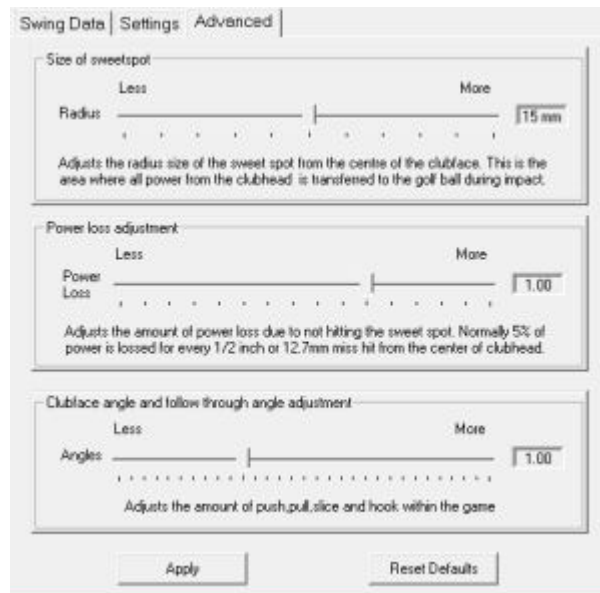 Swing Data Settings Advanced
Size of sweetspot
Less More
Radius 15 mm
Adjusts the radius size of the sweet spot from the centre of the clubface. This is the
area where all power from the clubhead is transferred to the golf ball during impact.
Power loss adjustment
Less More
Power
Loss 1.00
Adjusts the amount of power loss due to not hitting the sweet spot. Normally 5% of
power is lossed for every 1/2 inch or 12.7mm miss hit from the center of clubhead.
Clubface angle and follow through angle adjustment
Less More
Angles 1.00
Adjusts the amount of push,pull,slice and hook within the game
Apply Reset Defaults